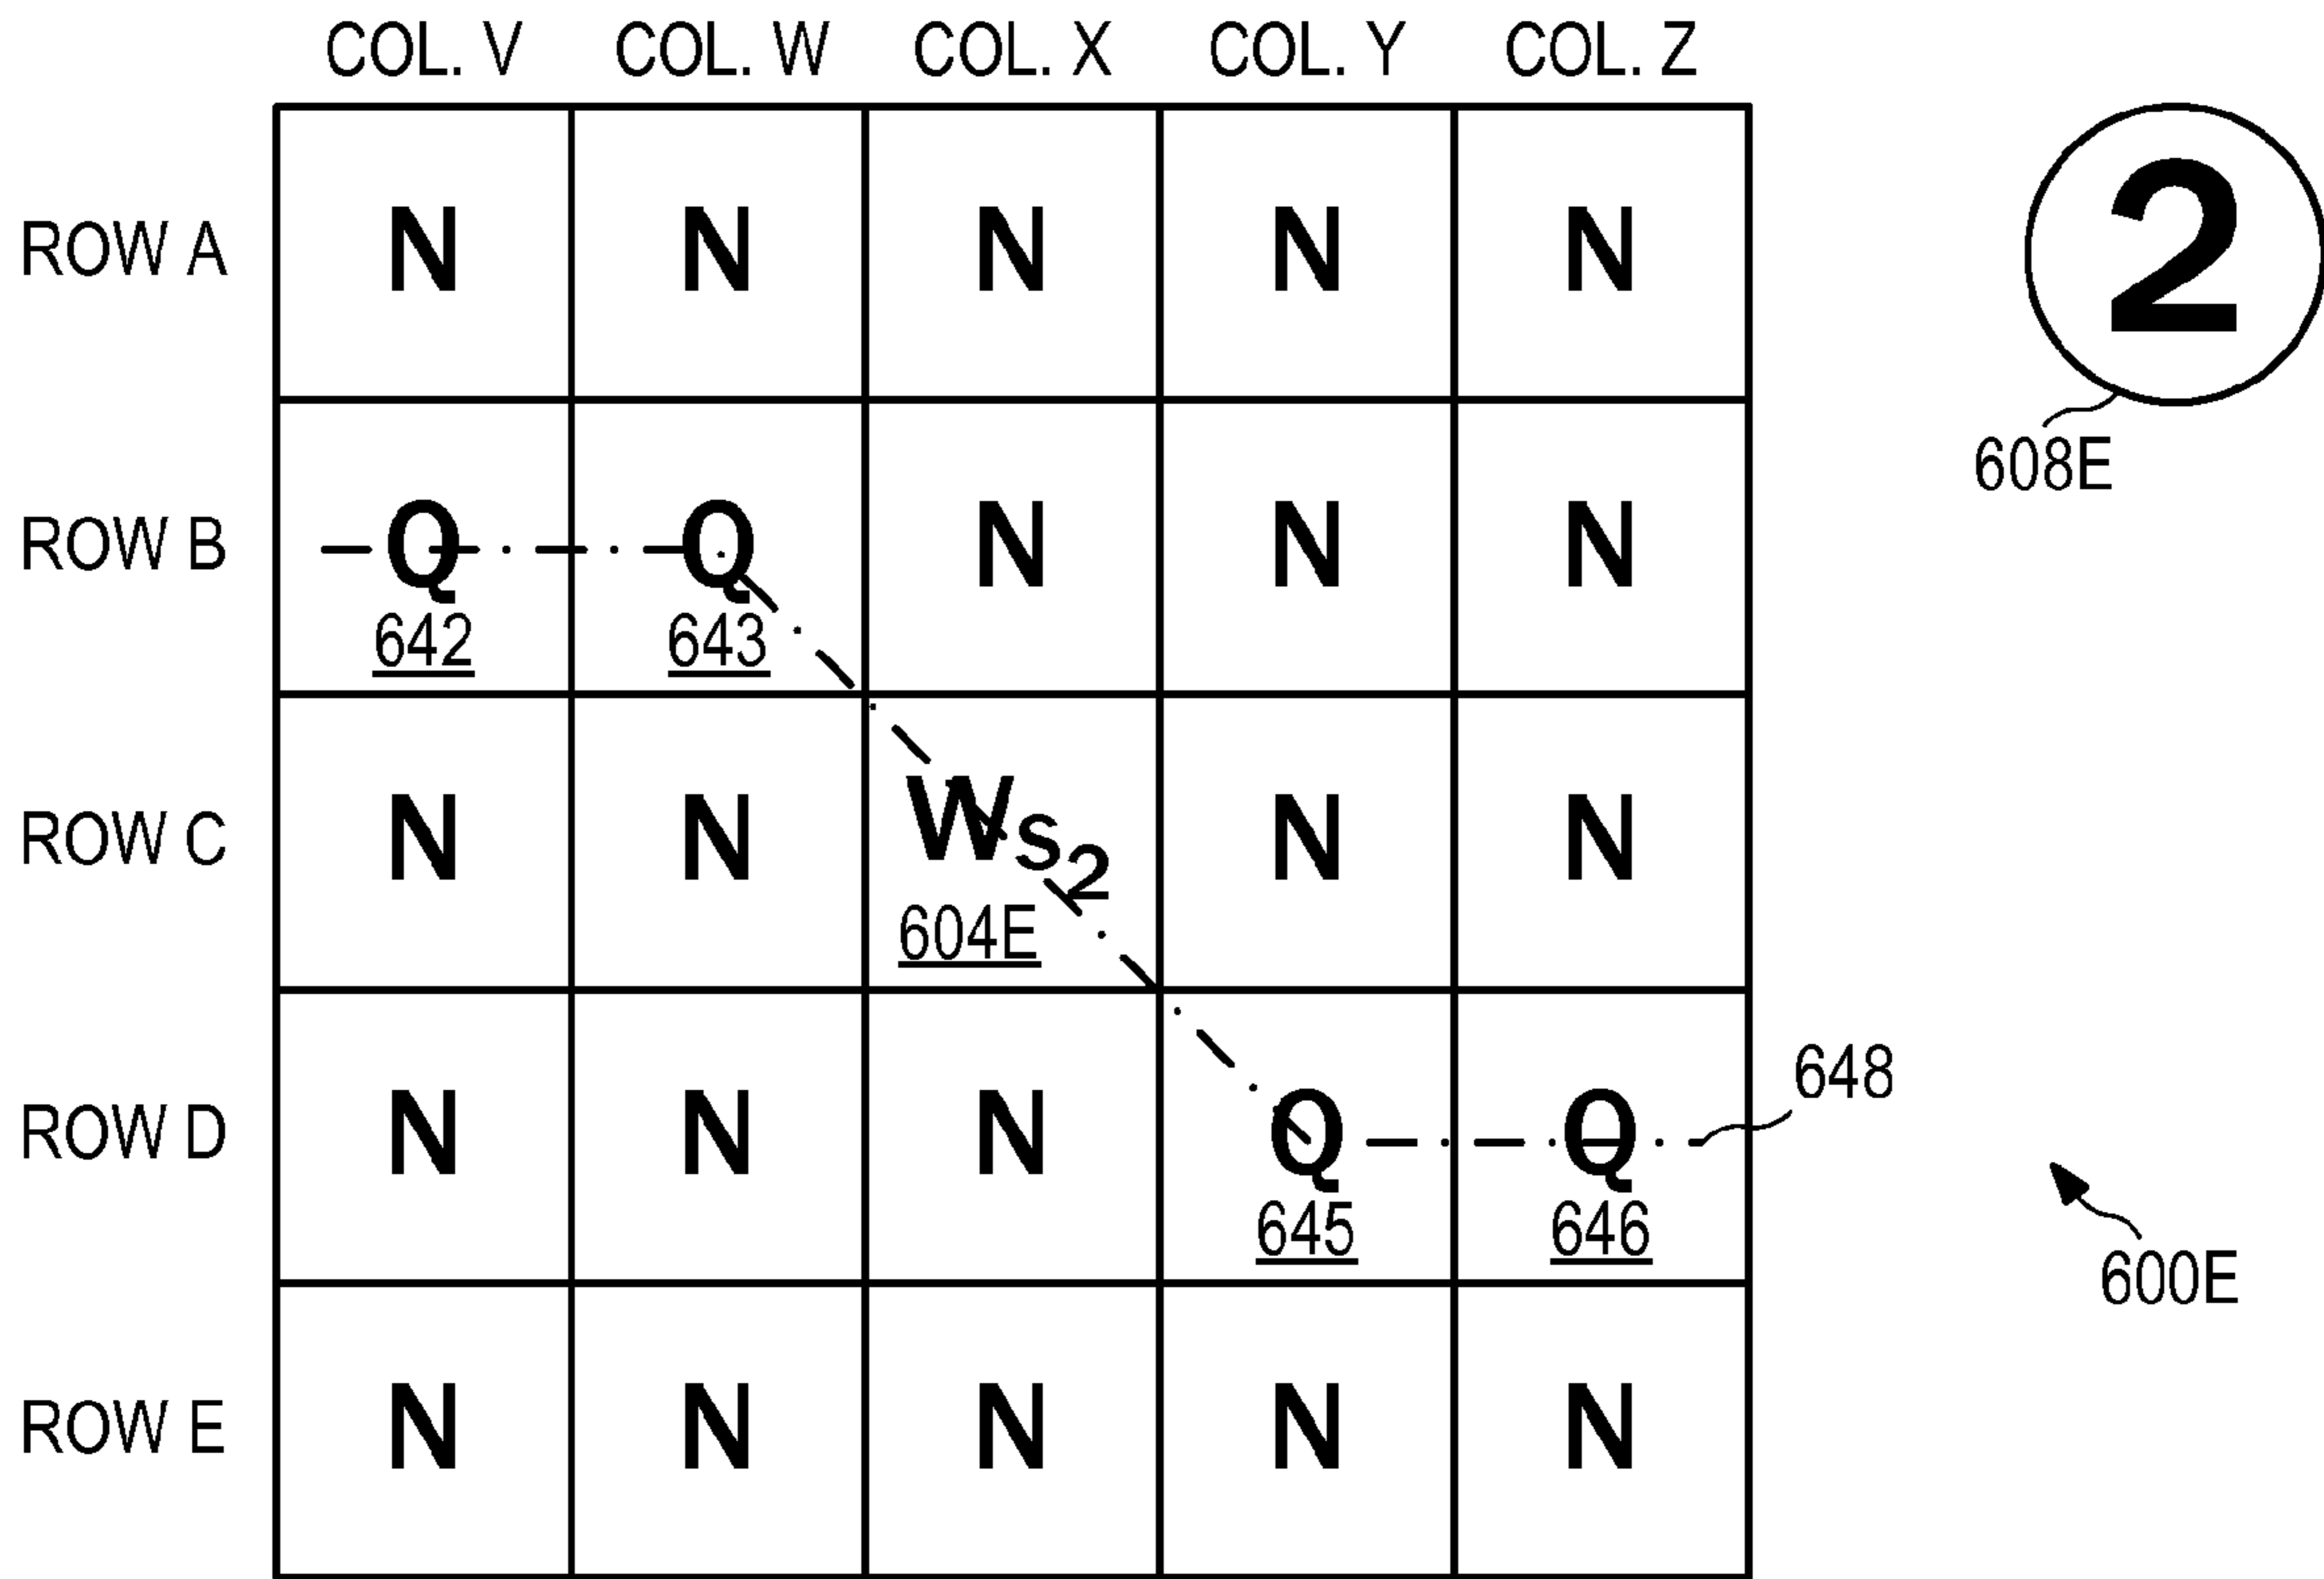 COL. V COL. W COL. X COL. Y COL. Z
ROW A N N N N N
2
608E
ROW B Q Q N N N
642 643
ROW C N N Ws2 N N
604E
ROW D N N N Q Q
648
645 646
600E
ROW E N N N N N